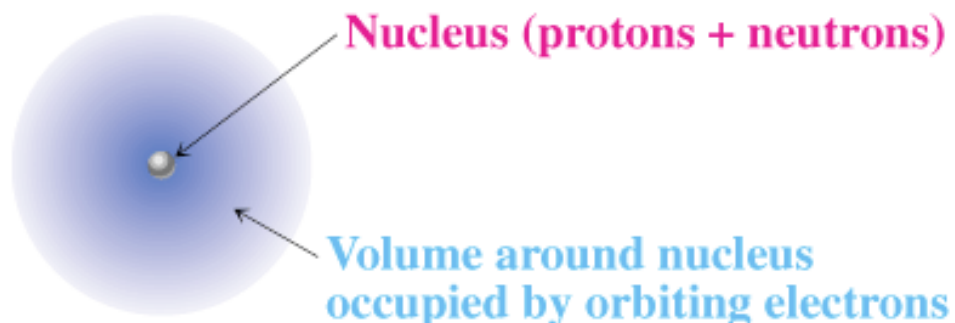 Nucleus (protons + neutrons)
Volume around nucleus
occupied by orbiting electrons